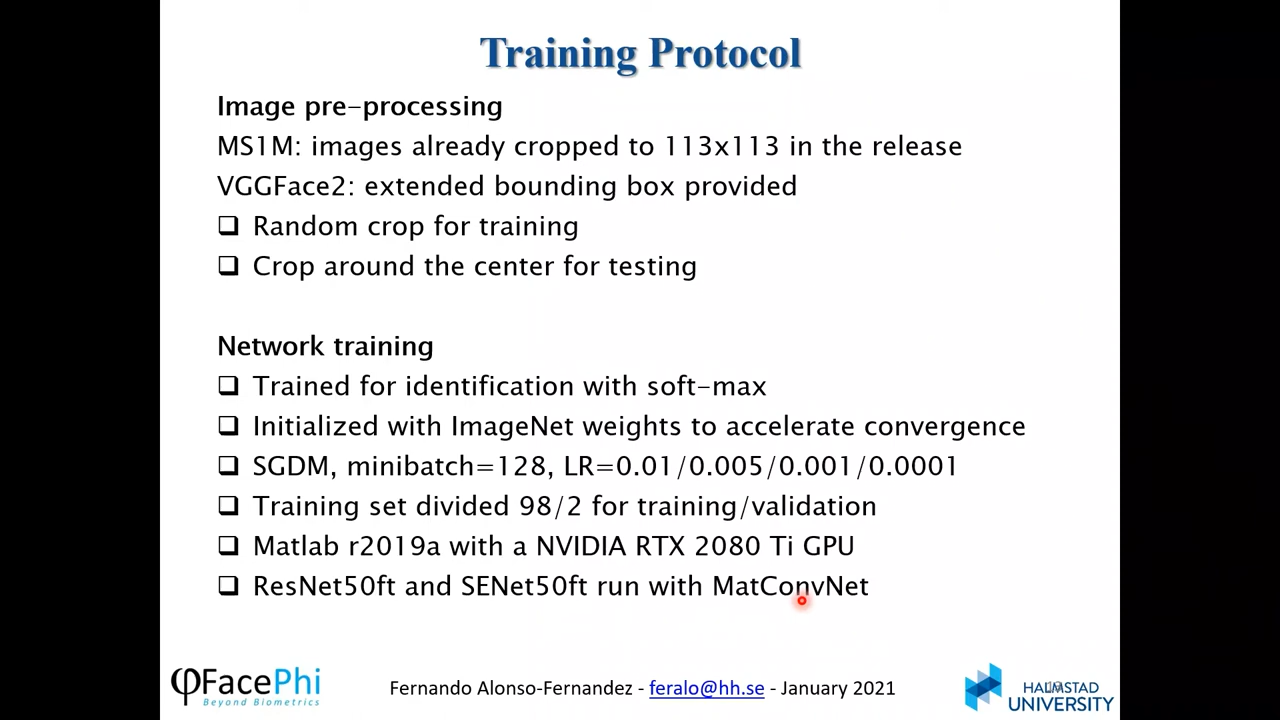 Training Protocol
Image pre-processing
MS1M: images already cropped to 113x113 in the release
VGGFace2: extended bounding box provided
❑ Random crop for training
❑ Crop around the center for testing
Network training
❑ Trained for identification with soft-max
❑ Initialized with ImageNet weights to accelerate convergence
❑ SGDM, minibatch=128, LR=0.01/0.005/0.001/0.0001
❑ Training set divided 98/2 for training/validation
❑ Matlab r2019a with a NVIDIA RTX 2080 Ti GPU
❑ ResNet50ft and SENet50ft run with MatConvNet
φFacePhi
Beyond Biometrics
Fernando Alonso-Fernandez - feralo@hh.se - January 2021
HALMSTAD
UNIVERSITY